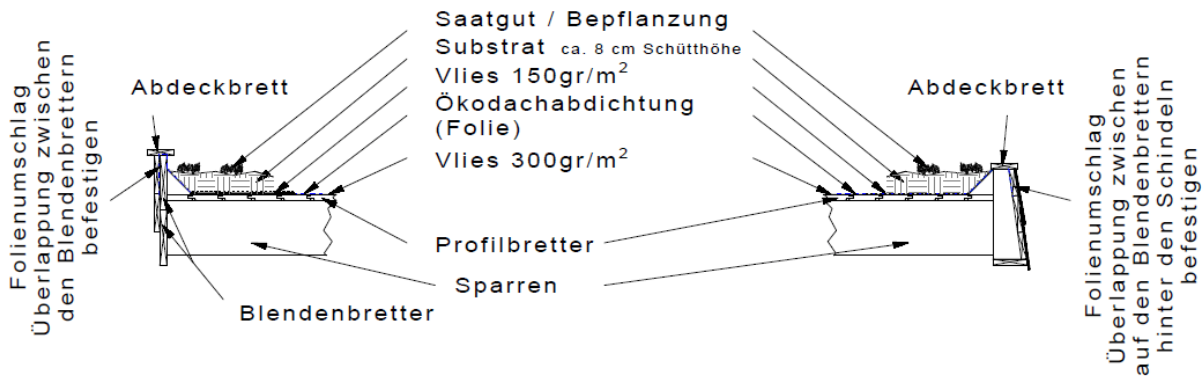 Saatgut / Bepflanzung
Substrat ca. 8 cm Schütthöhe
Vlies 150gr/m²
Ökodachabdichtung
(Folie)
Vlies 300gr/m²
Profilbretter
Sparren
Abdeckbrett
Blendenbretter
Folienumschlag
Überlappung zwischen
den Blendenbrettern
befestigen
Abdeckbrett
Folienumschlag
Überlappung zwischen
auf den Blendenbrettern
hinter den Schindeln
befestigen